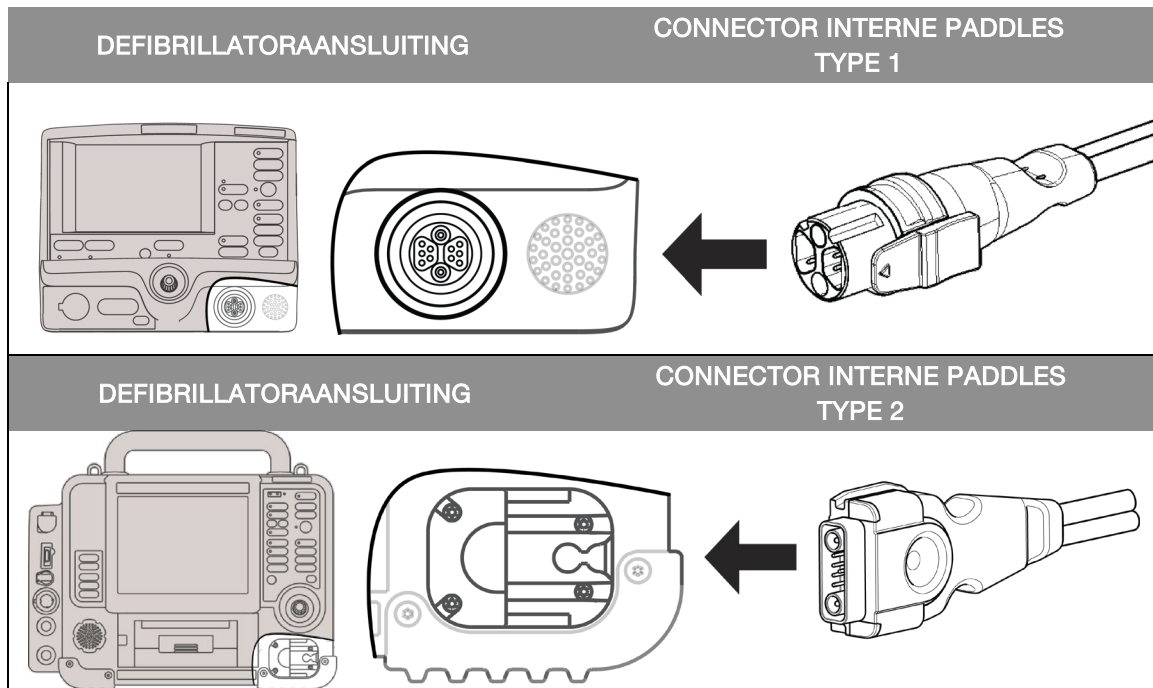 DEFIBRILLATORAANSLUITING
CONNECTOR INTERNE PADDLES
TYPE 1
DEFIBRILLATORAANSLUITING
CONNECTOR INTERNE PADDLES
TYPE 2